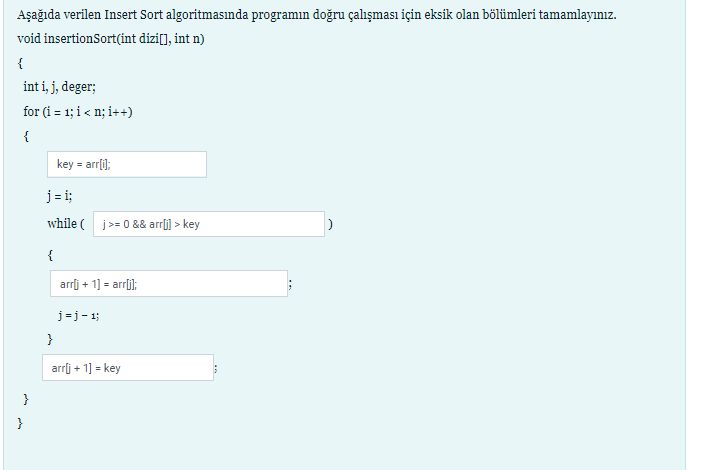 Aşağıda verilen Insert Sort algoritmasında programın doğru çalışması için eksik olan bölümleri tamamlayınız.
void insertionSort(int dizi[], int n)
{
int i, j, deger;
for (i = 1; i < n; i++)
{
key = arr[i];
j = i;
while ( j >= 0 && arr[j] > key )
{
arr[j + 1] = arr[j]; ;
j = j – 1;
}
arr[j + 1] = key ;
}
}